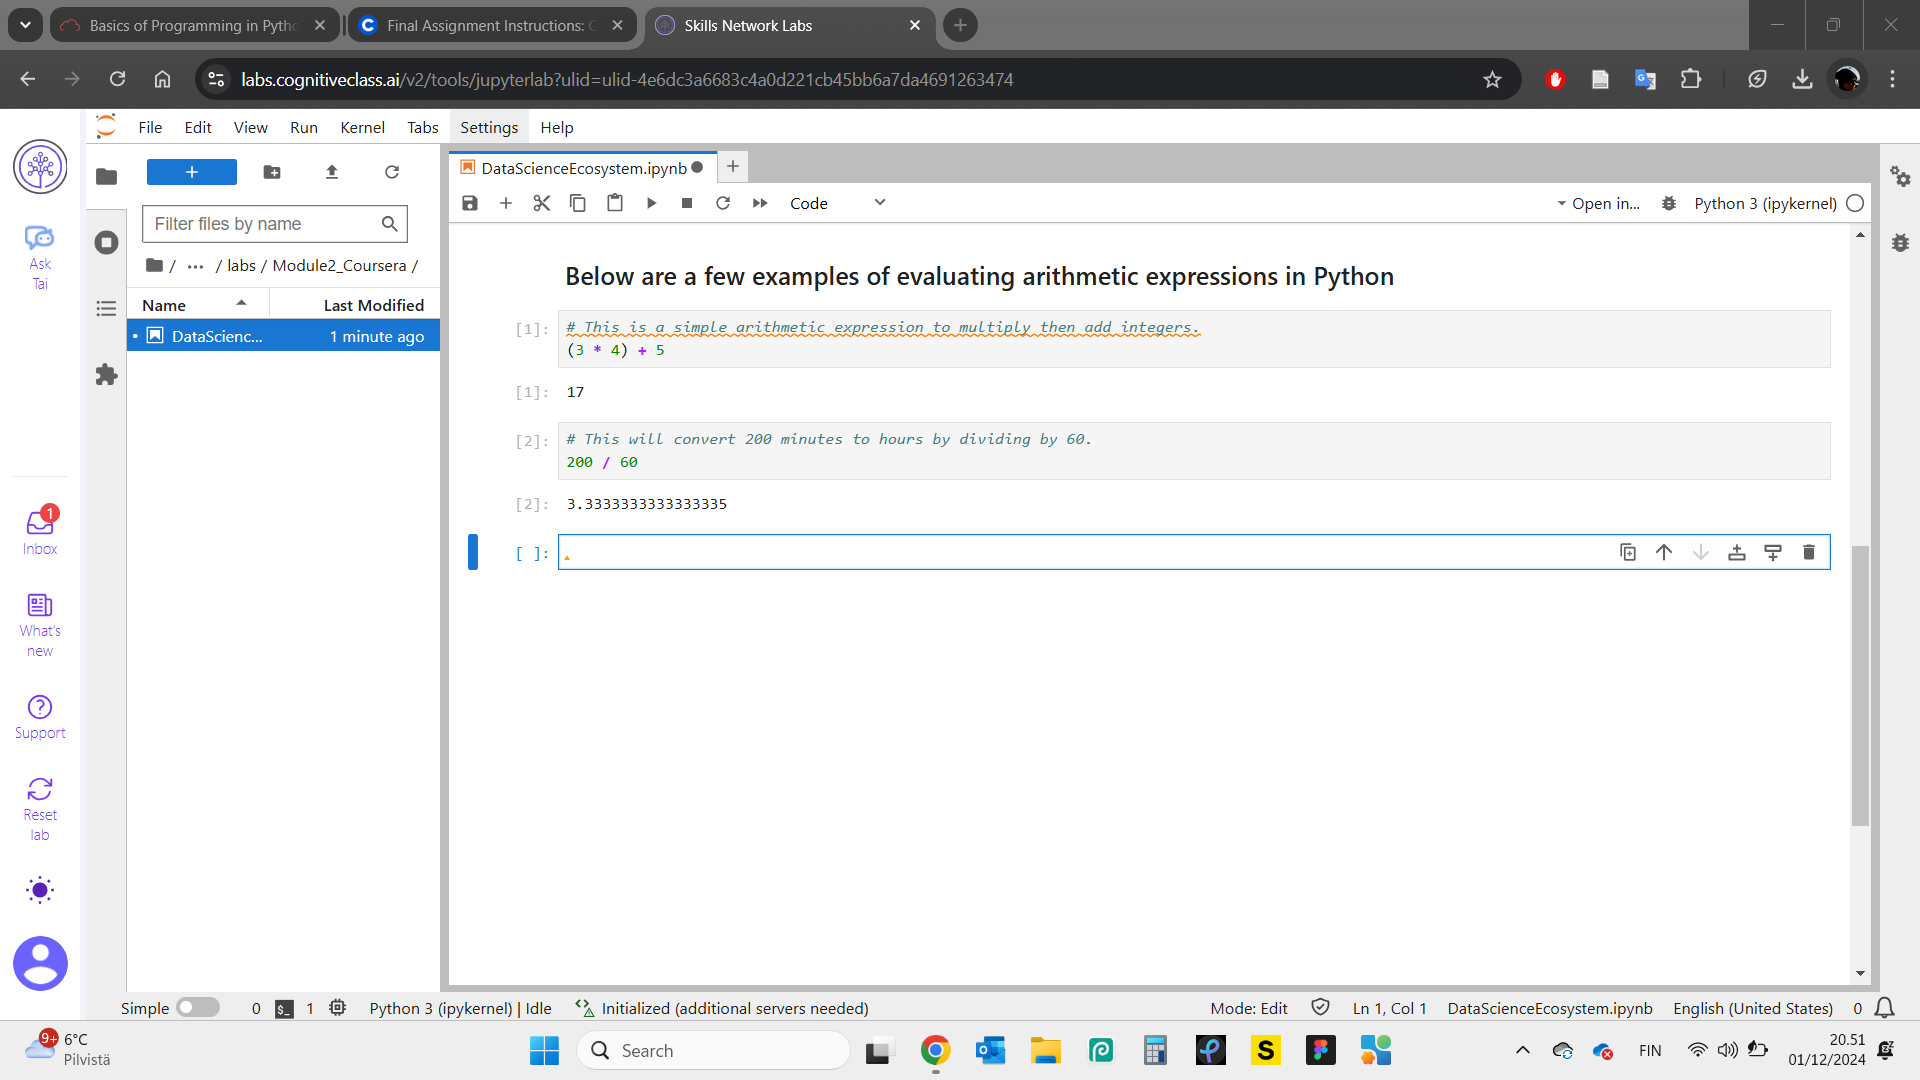 Basics of Programming in Pytho
Final Assignment Instructions: C
Skills Network Labs
labs.cognitiveclass.ai/v2/tools/jupyterlab?ulid=ulid-4e6dc3a6683c4a0d221cb45bb6a7da4691263474
File Edit View Run Kernel Tabs Settings Help
DataScienceEcosystem.ipynb
Code
Open in...
Python 3 (ipykernel)
Filter files by name
/ ... / labs / Module2_Coursera /
Name Last Modified
DataScienc... 1 minute ago
Ask
Tai
1
Inbox
What's
new
Support
Reset
lab
Below are a few examples of evaluating arithmetic expressions in Python
[1]: # This is a simple arithmetic expression to multiply then add integers.
(3 * 4) + 5
[1]: 17
[2]: # This will convert 200 minutes to hours by dividing by 60.
200 / 60
[2]: 3.3333333333333335
[ ]:
Simple 0 $_ 1 Python 3 (ipykernel) | Idle Initialized (additional servers needed) Mode: Edit Ln 1, Col 1 DataScienceEcosystem.ipynb English (United States) 0
9+ 6°C
Pilvistä
Search
FIN
20.51
01/12/2024